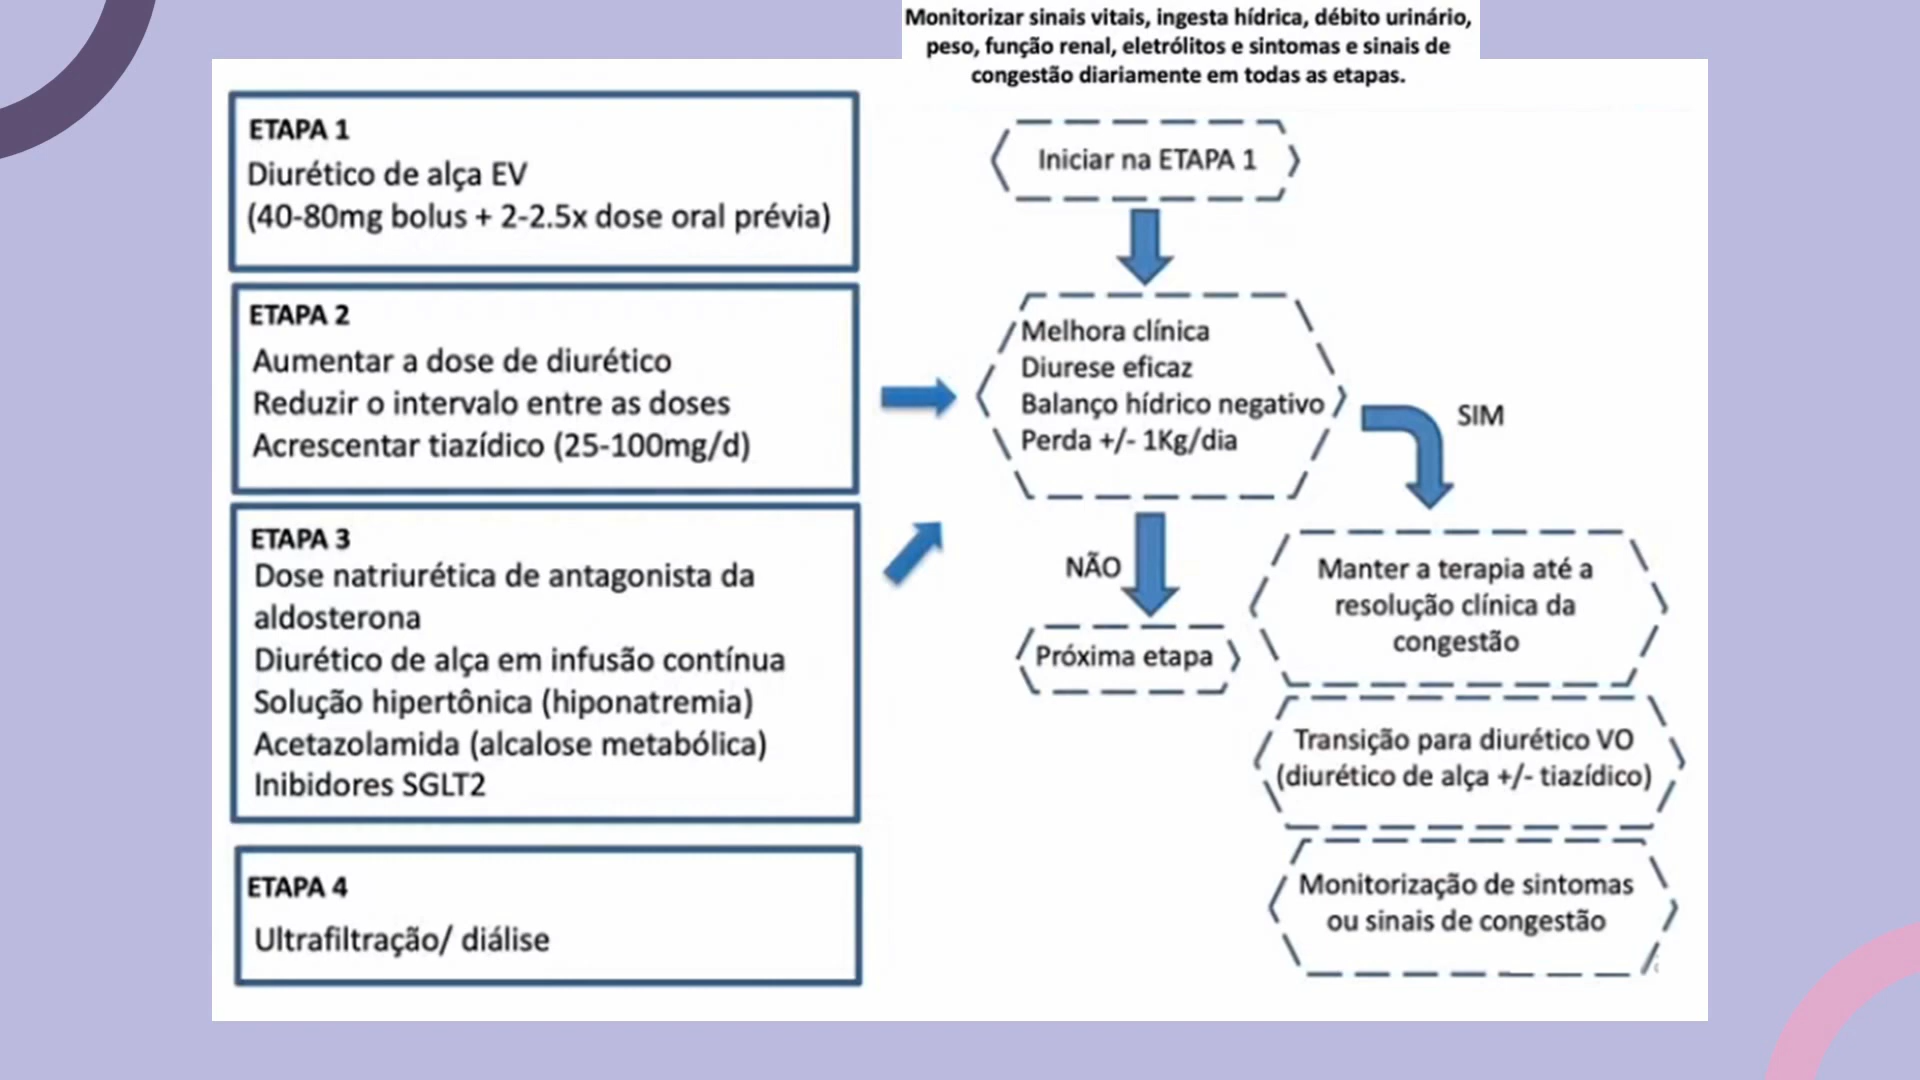 Monitorizar sinais vitais, ingesta hídrica, débito urinário,
peso, função renal, eletrólitos e sintomas e sinais de
congestão diariamente em todas as etapas.
ETAPA 1
Diurético de alça EV
(40-80mg bolus + 2-2.5x dose oral prévia)
ETAPA 2
Aumentar a dose de diurético
Reduzir o intervalo entre as doses
Acrescentar tiazídico (25-100mg/d)
ETAPA 3
Dose natriurética de antagonista da
aldosterona
Diurético de alça em infusão contínua
Solução hipertônica (hiponatremia)
Acetazolamida (alcalose metabólica)
Inibidores SGLT2
ETAPA 4
Ultrafiltração/ diálise
Iniciar na ETAPA 1
Melhora clínica
Diurese eficaz
Balanço hídrico negativo
Perda +/- 1Kg/dia
SIM
NÃO
Próxima etapa
Manter a terapia até a
resolução clínica da
congestão
Transição para diurético VO
(diurético de alça +/- tiazídico)
Monitorização de sintomas
ou sinais de congestão